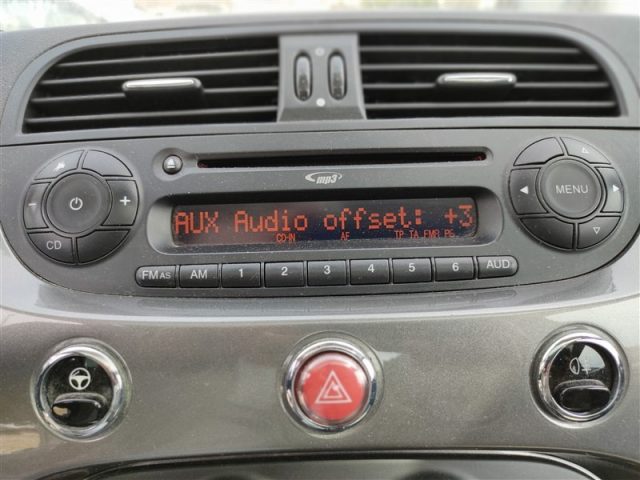 mp3
MENU
AUX Audio offset: +3
CD-IN AF TP TA FMR PS
- +
CD
FM AS AM 1 2 3 4 5 6 AUD